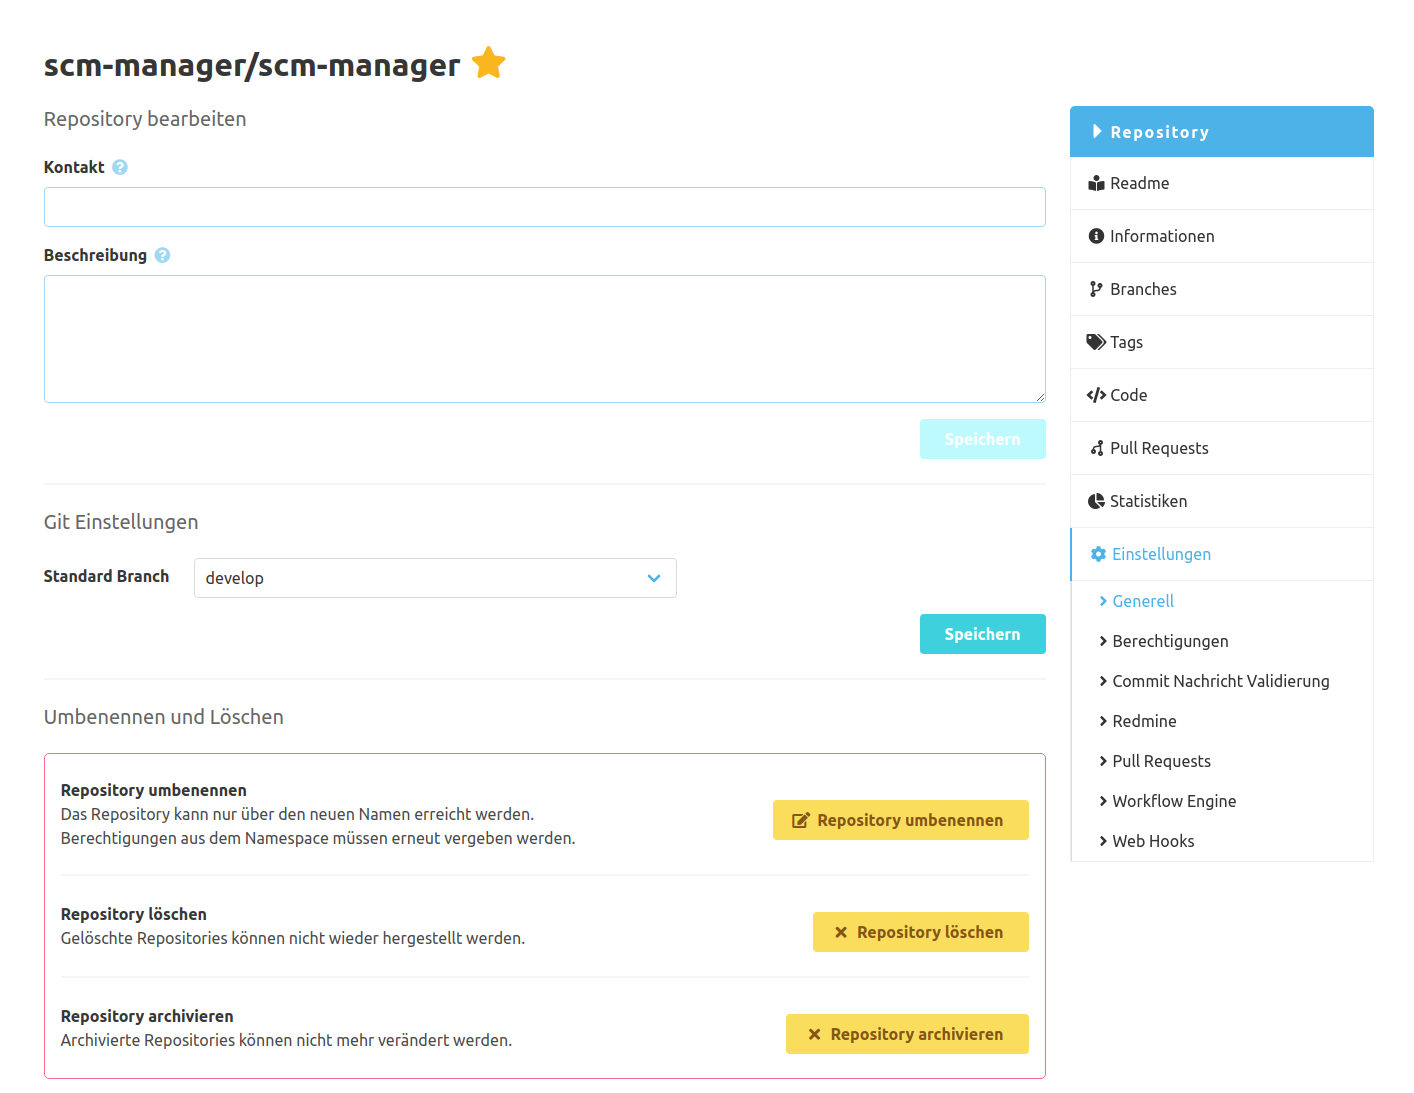 scm-manager/scm-manager
Repository bearbeiten
Kontakt ?
Beschreibung ?
Speichern
Git Einstellungen
Standard Branch develop
Speichern
Umbenennen und Löschen
Repository umbenennen
Das Repository kann nur über den neuen Namen erreicht werden.
Berechtigungen aus dem Namespace müssen erneut vergeben werden.
Repository umbenennen
Repository löschen
Gelöschte Repositories können nicht wieder hergestellt werden.
Repository löschen
Repository archivieren
Archivierte Repositories können nicht mehr verändert werden.
Repository archivieren
Repository
Readme
Informationen
Branches
Tags
Code
Pull Requests
Statistiken
Einstellungen
Generell
Berechtigungen
Commit Nachricht Validierung
Redmine
Pull Requests
Workflow Engine
Web Hooks